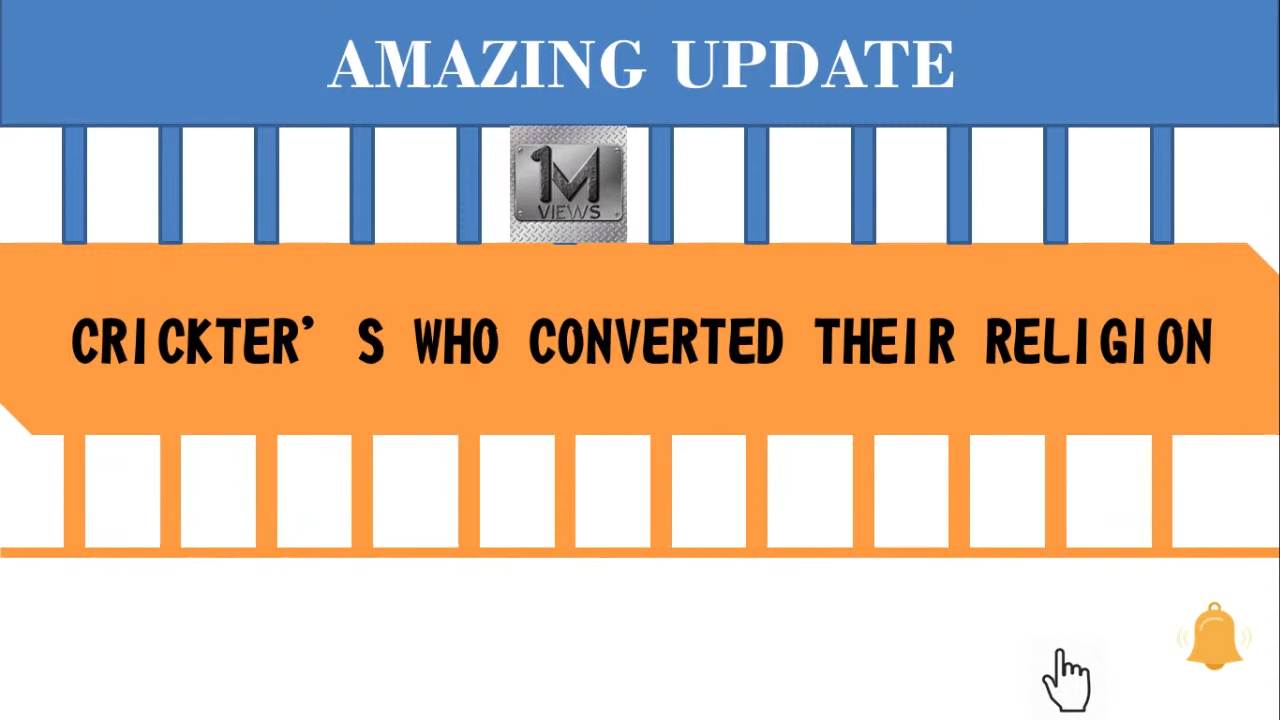 AMAZING UPDATE
1M
VIEWS
CRICKTER'S WHO CONVERTED THEIR RELIGION